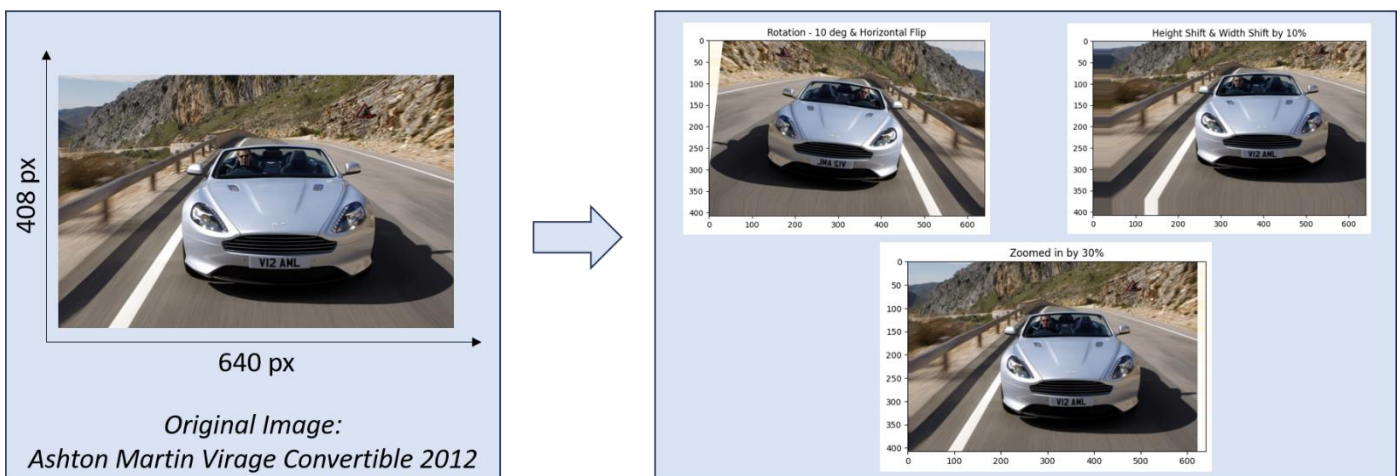 408 px
V12 AML
640 px
Original Image:
Ashton Martin Virage Convertible 2012
Rotation - 10 deg & Horizontal Flip
0
50
100
150
200
250
300
350
400
0 100 200 300 400 500 600
Height Shift & Width Shift by 10%
0
50
100
150
200
250
300
350
400
V12 AML
0 100 200 300 400 500 600
Zoomed in by 30%
0
50
100
150
200
250
300
350
400
V12 AML
0 100 200 300 400 500 600